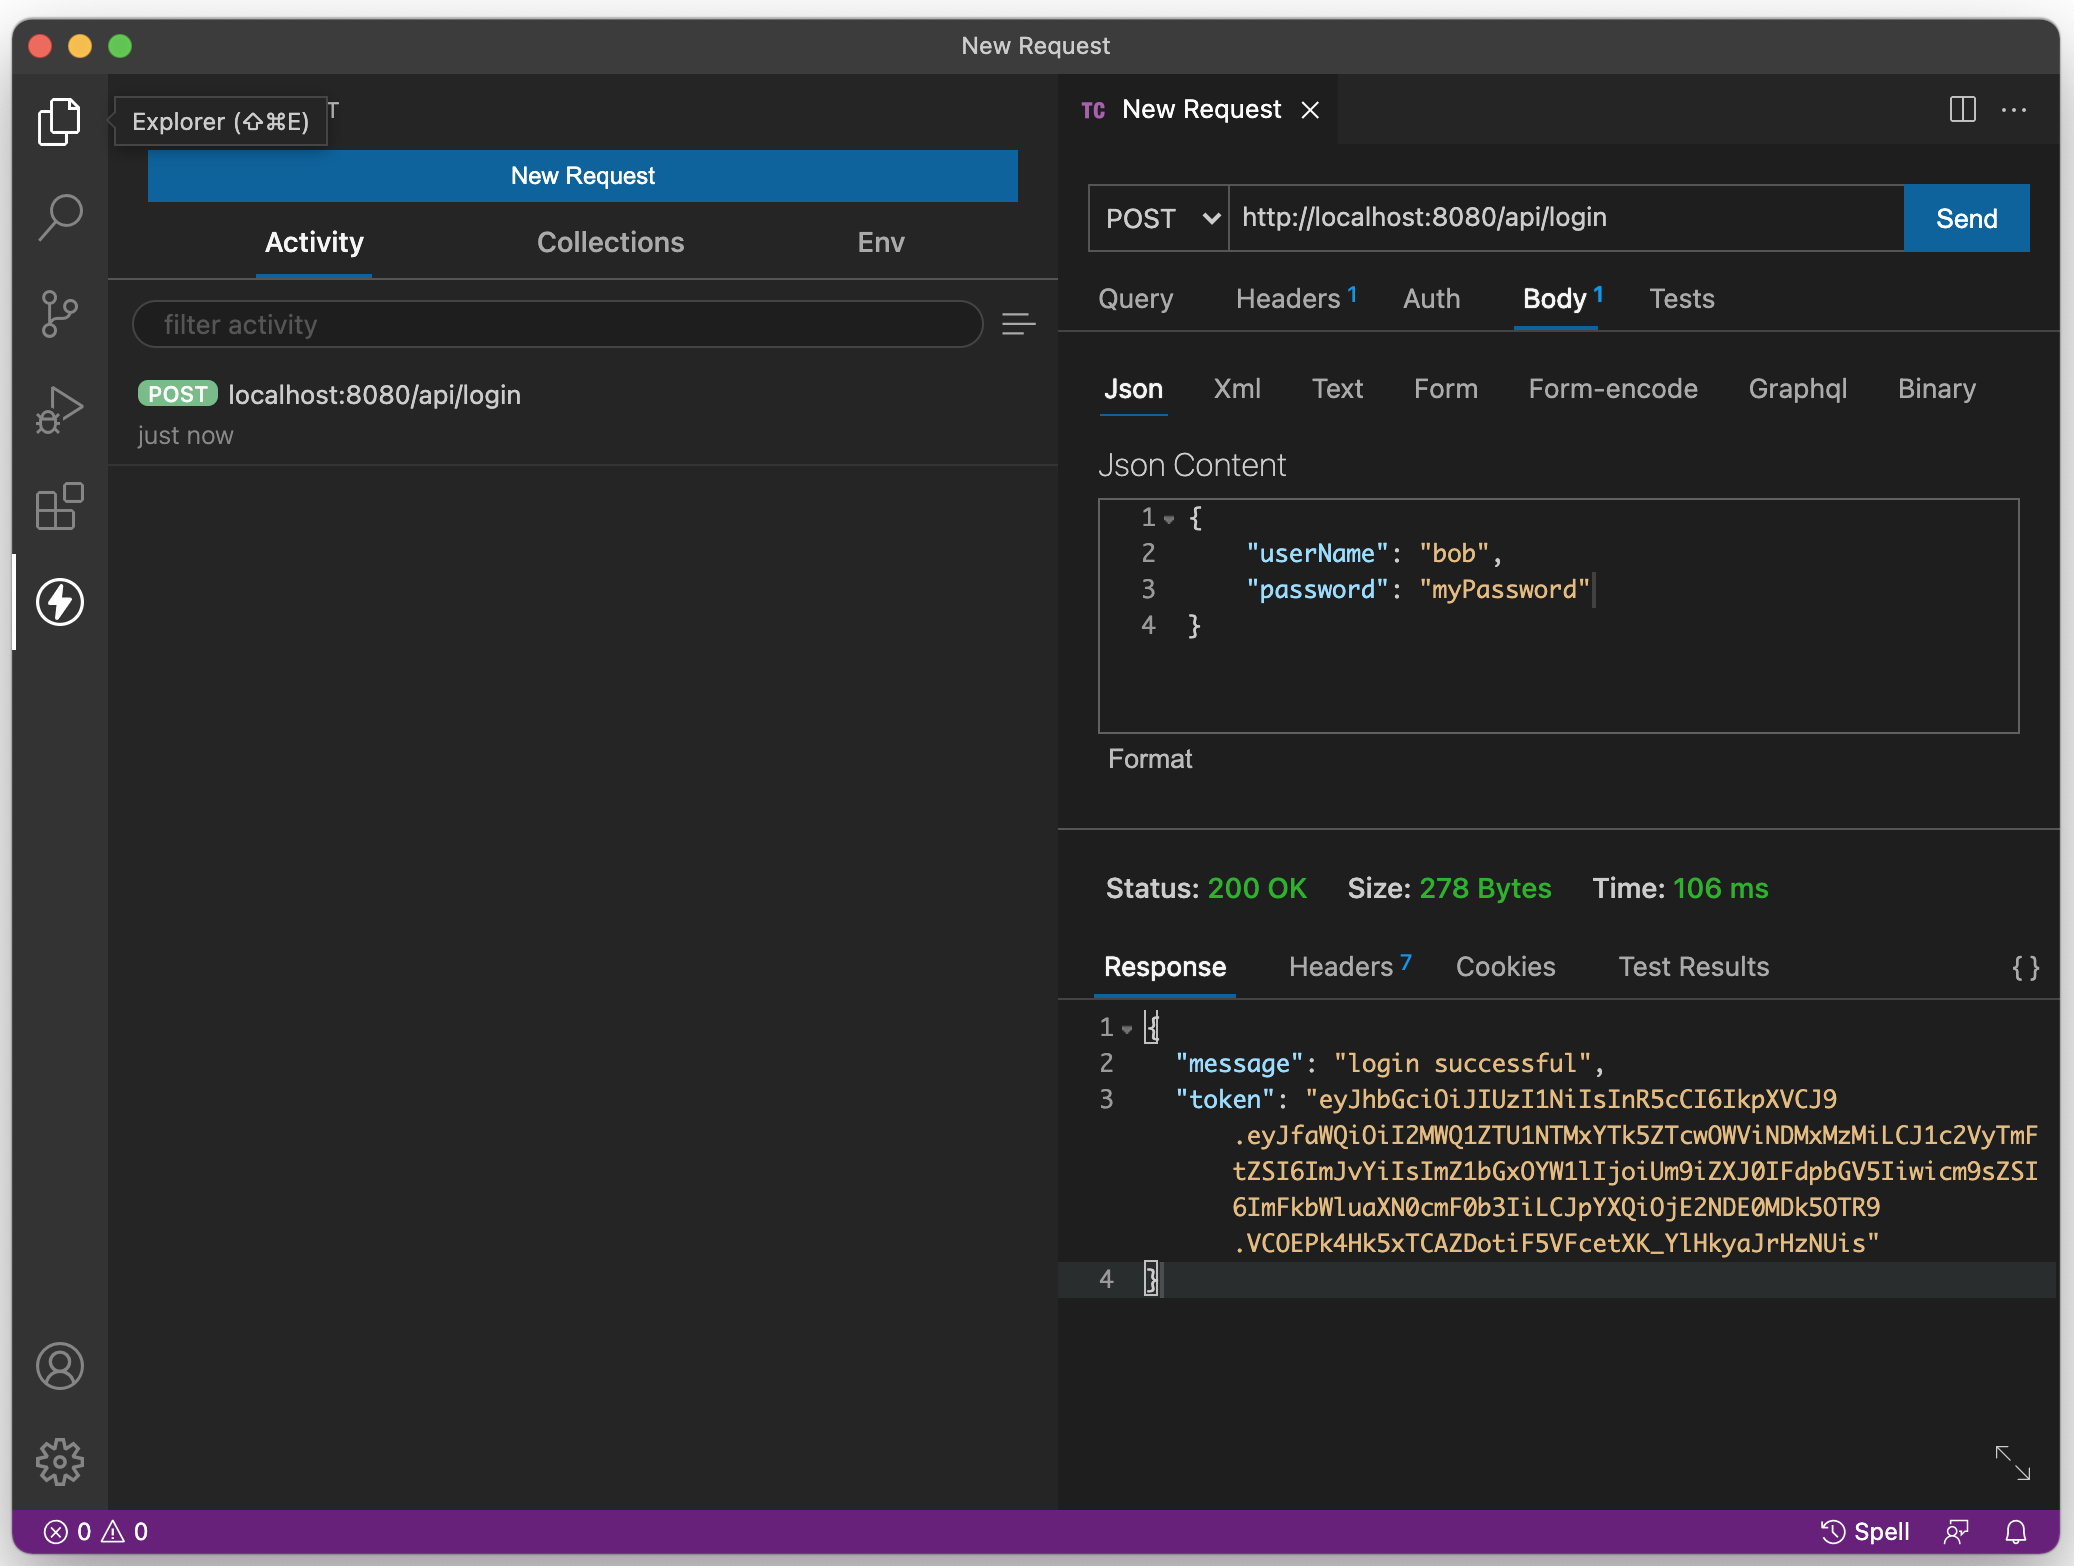 New Request
Explorer (⇧⌘E)
T
New Request
Activity
Collections
Env
filter activity
POST localhost:8080/api/login
just now
TC New Request
POST
http://localhost:8080/api/login
Send
Query
Headers 1
Auth
Body 1
Tests
Json
Xml
Text
Form
Form-encode
Graphql
Binary
Json Content
1 {
2 "userName": "bob",
3 "password": "myPassword"
4 }
Format
Status: 200 OK
Size: 278 Bytes
Time: 106 ms
Response
Headers 7
Cookies
Test Results
{ }
1 {
2 "message": "login successful",
3 "token": "eyJhbGciOiJIUzI1NiIsInR5cCI6IkpXVCJ9
.eyJfaWQiOiI2MWQ1ZTU1NTMxYTk5ZTcwOWViNDMxMzMiLCJ1c2VyTmF
tZSI6ImJvYiIsImZ1bGxOYW1lIjoiUm9iZXJ0IFdpbGV5Iiwicm9sZSI
6ImFkbWluaXN0cmF0b3IiLCJpYXQiOjE2NDE0MDk5OTR9
.VCOEPk4Hk5xTCAZDotiF5VFcetXK_YlHkyaJrHzNUis"
4 }
0
0
Spell